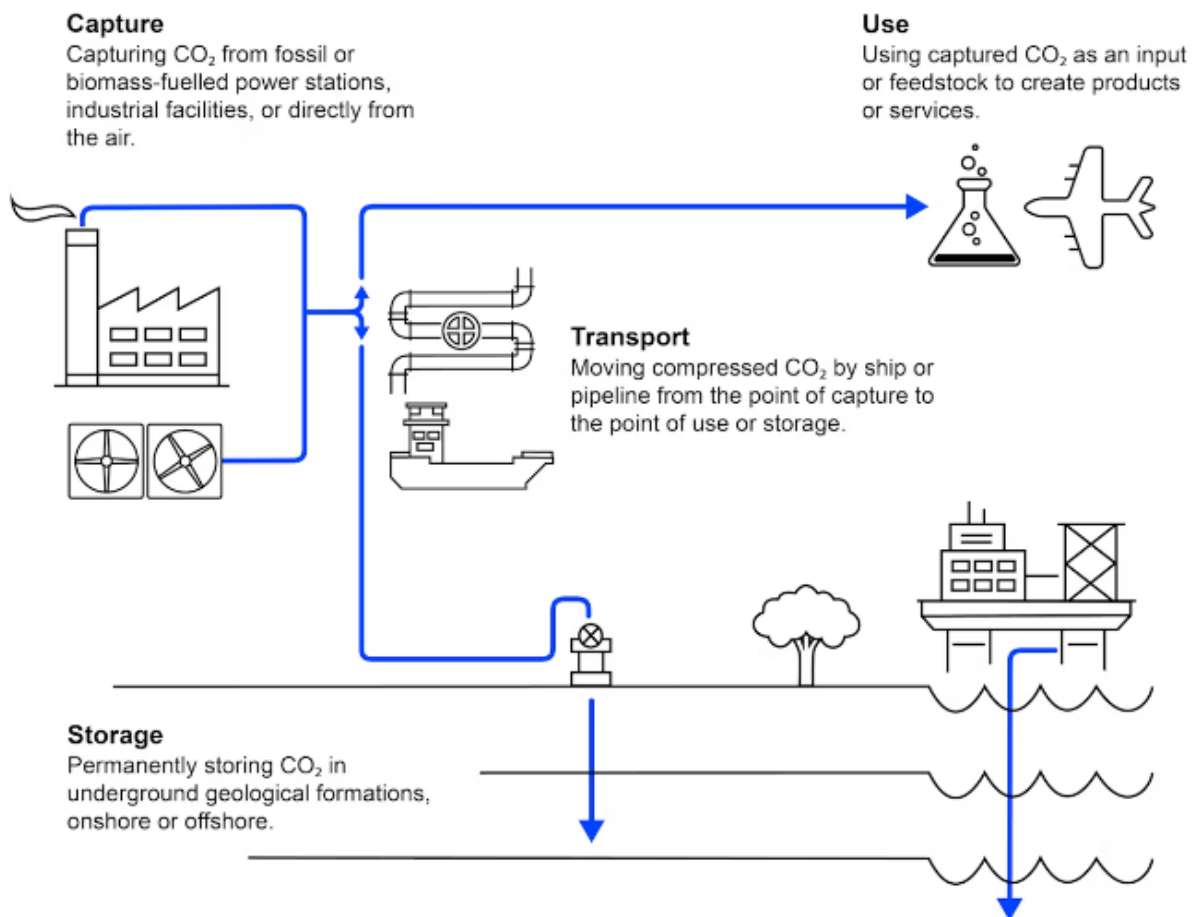 Capture
Capturing CO₂ from fossil or
biomass-fuelled power stations,
industrial facilities, or directly from
the air.
Use
Using captured CO₂ as an input
or feedstock to create products
or services.
Transport
Moving compressed CO₂ by ship or
pipeline from the point of capture to
the point of use or storage.
Storage
Permanently storing CO₂ in
underground geological formations,
onshore or offshore.